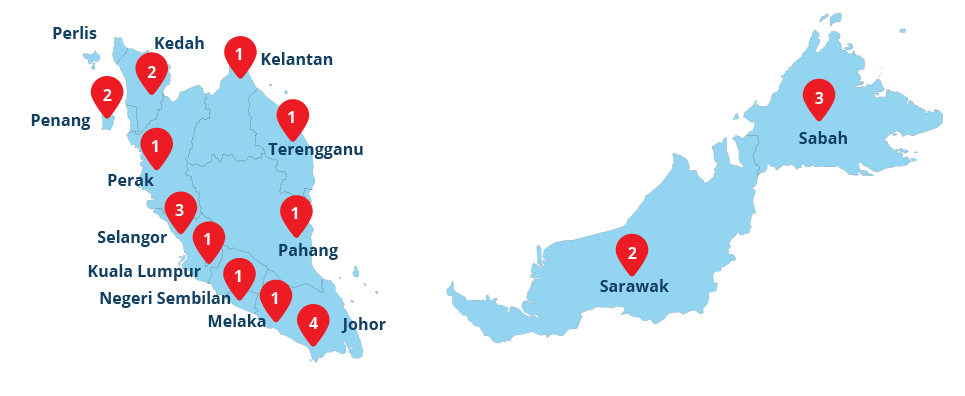 Perlis
Kedah
1
Kelantan
2
2
Penang
1
Terengganu
1
Perak
3
Selangor
1
Pahang
1
Kuala Lumpur
1
Negeri Sembilan
1
Melaka
4
Johor
3
Sabah
2
Sarawak